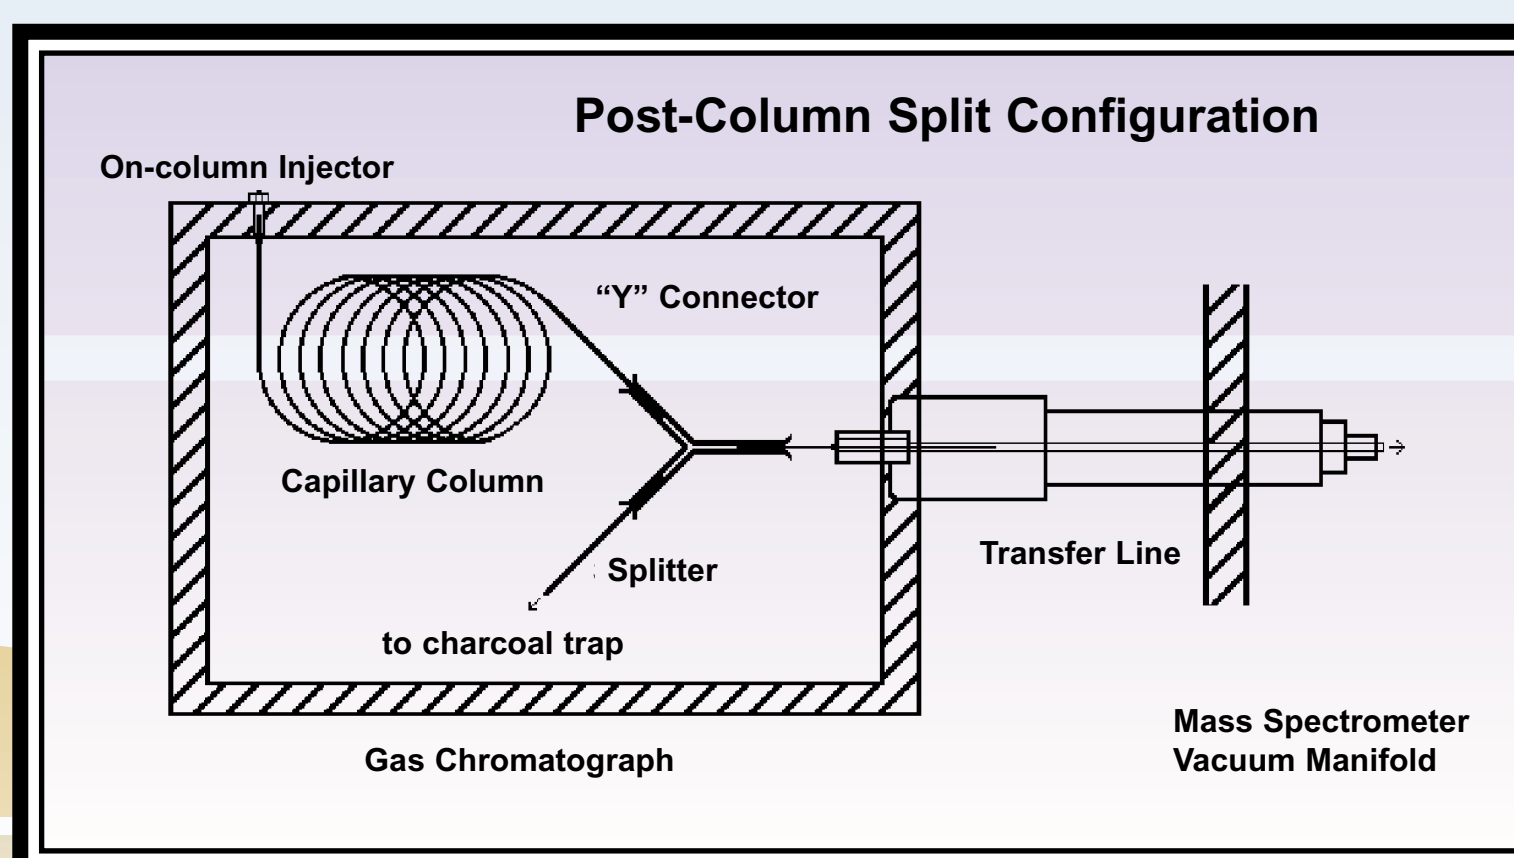 Post-Column Split Configuration
On-column Injector
“Y” Connector
Capillary Column
Splitter
Transfer Line
to charcoal trap
Mass Spectrometer
Vacuum Manifold
Gas Chromatograph